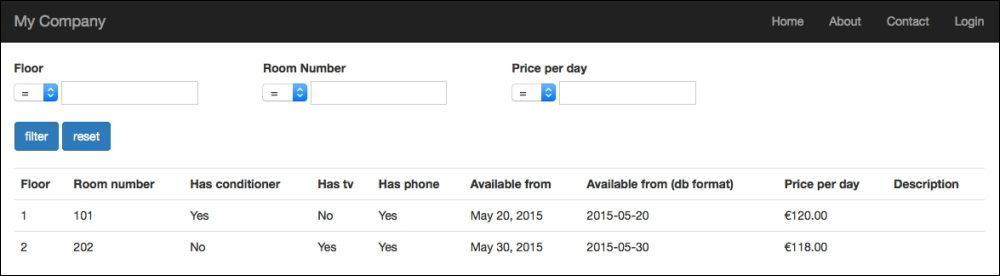 My Company Home About Contact Login
Floor Room Number Price per day
= = =
filter reset
Floor Room number Has conditioner Has tv Has phone Available from Available from (db format) Price per day Description
1 101 Yes No Yes May 20, 2015 2015-05-20 €120.00
2 202 No Yes Yes May 30, 2015 2015-05-30 €118.00